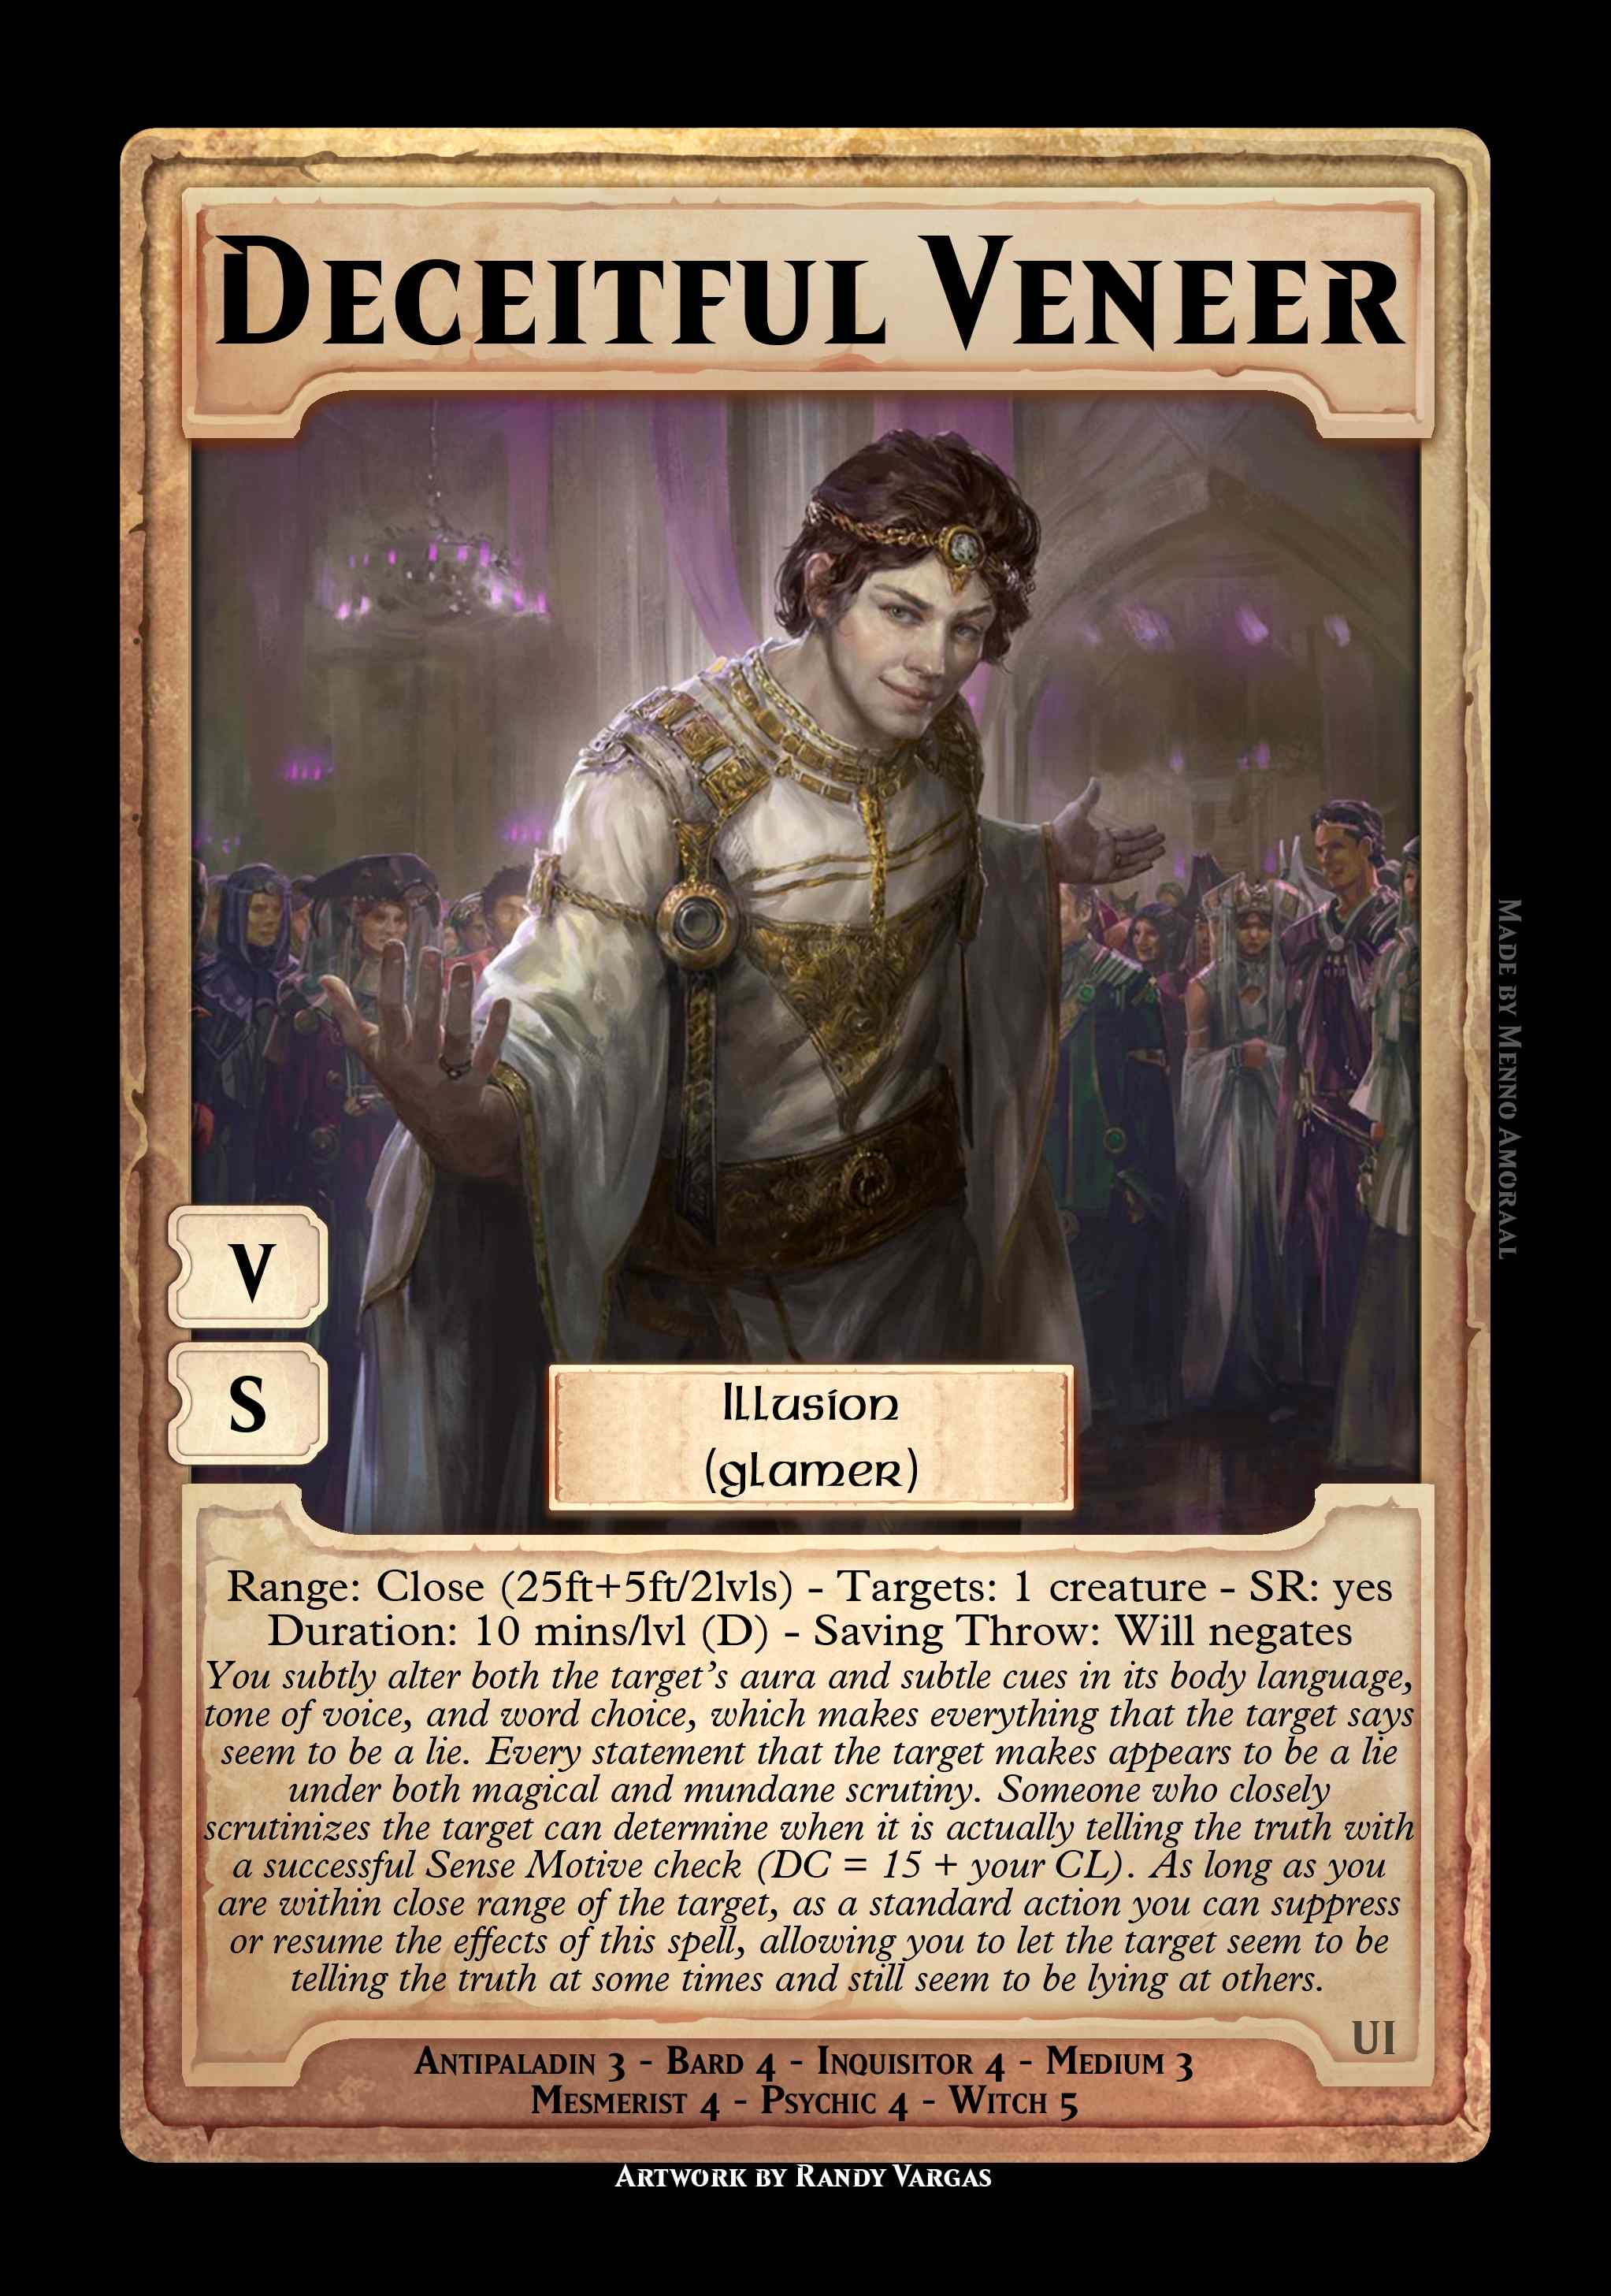 Deceitful Veneer
V
S
Illusion
(glamer)
Range: Close (25ft+5ft/2lvls) - Targets: 1 creature - SR: yes
Duration: 10 mins/lvl (D) - Saving Throw: Will negates
You subtly alter both the target’s aura and subtle cues in its body language,
tone of voice, and word choice, which makes everything that the target says
seem to be a lie. Every statement that the target makes appears to be a lie
under both magical and mundane scrutiny. Someone who closely
scrutinizes the target can determine when it is actually telling the truth with
a successful Sense Motive check (DC = 15 + your CL). As long as you
are within close range of the target, as a standard action you can suppress
or resume the effects of this spell, allowing you to let the target seem to be
telling the truth at some times and still seem to be lying at others.
UI
Antipaladin 3 - Bard 4 - Inquisitor 4 - Medium 3
Mesmerist 4 - Psychic 4 - Witch 5
Artwork by Randy Vargas
Made by Menno Amoraal